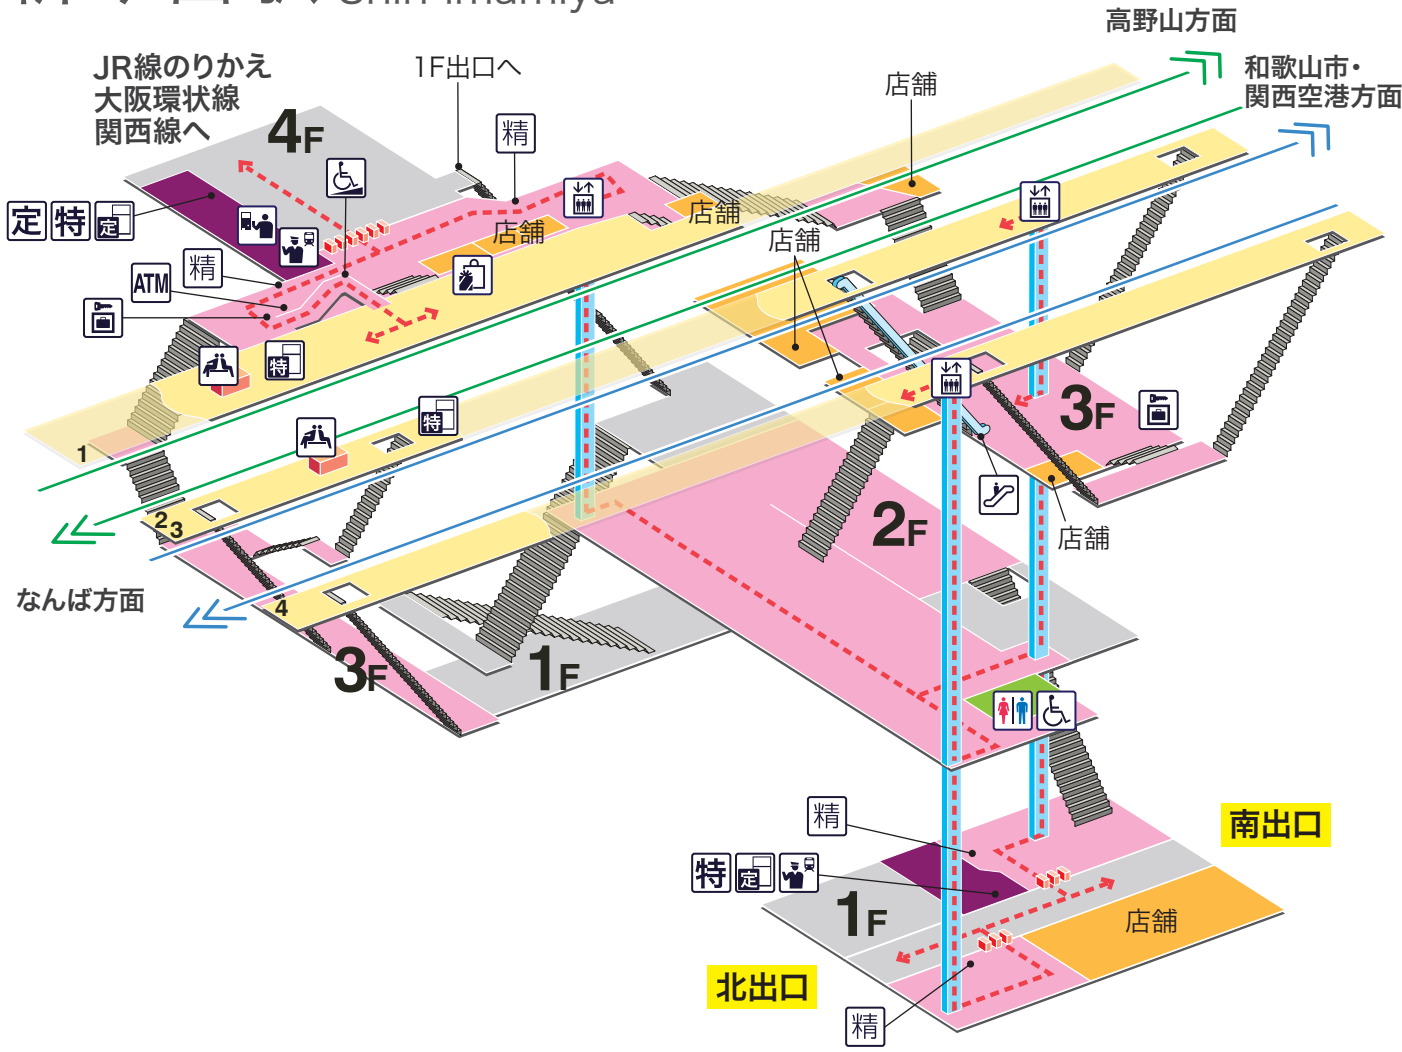 Shin-Imamiya
高野山方面
和歌山市・
関西空港方面
JR線のりかえ
大阪環状線
関西線へ
1F出口へ
店舗
4F
精
定
特
定
店舗
店舗
店舗
精
ATM
特
特
1
2
3
4
なんば方面
3F
店舗
2F
3F
1F
精
南出口
特
定
1F
店舗
北出口
精